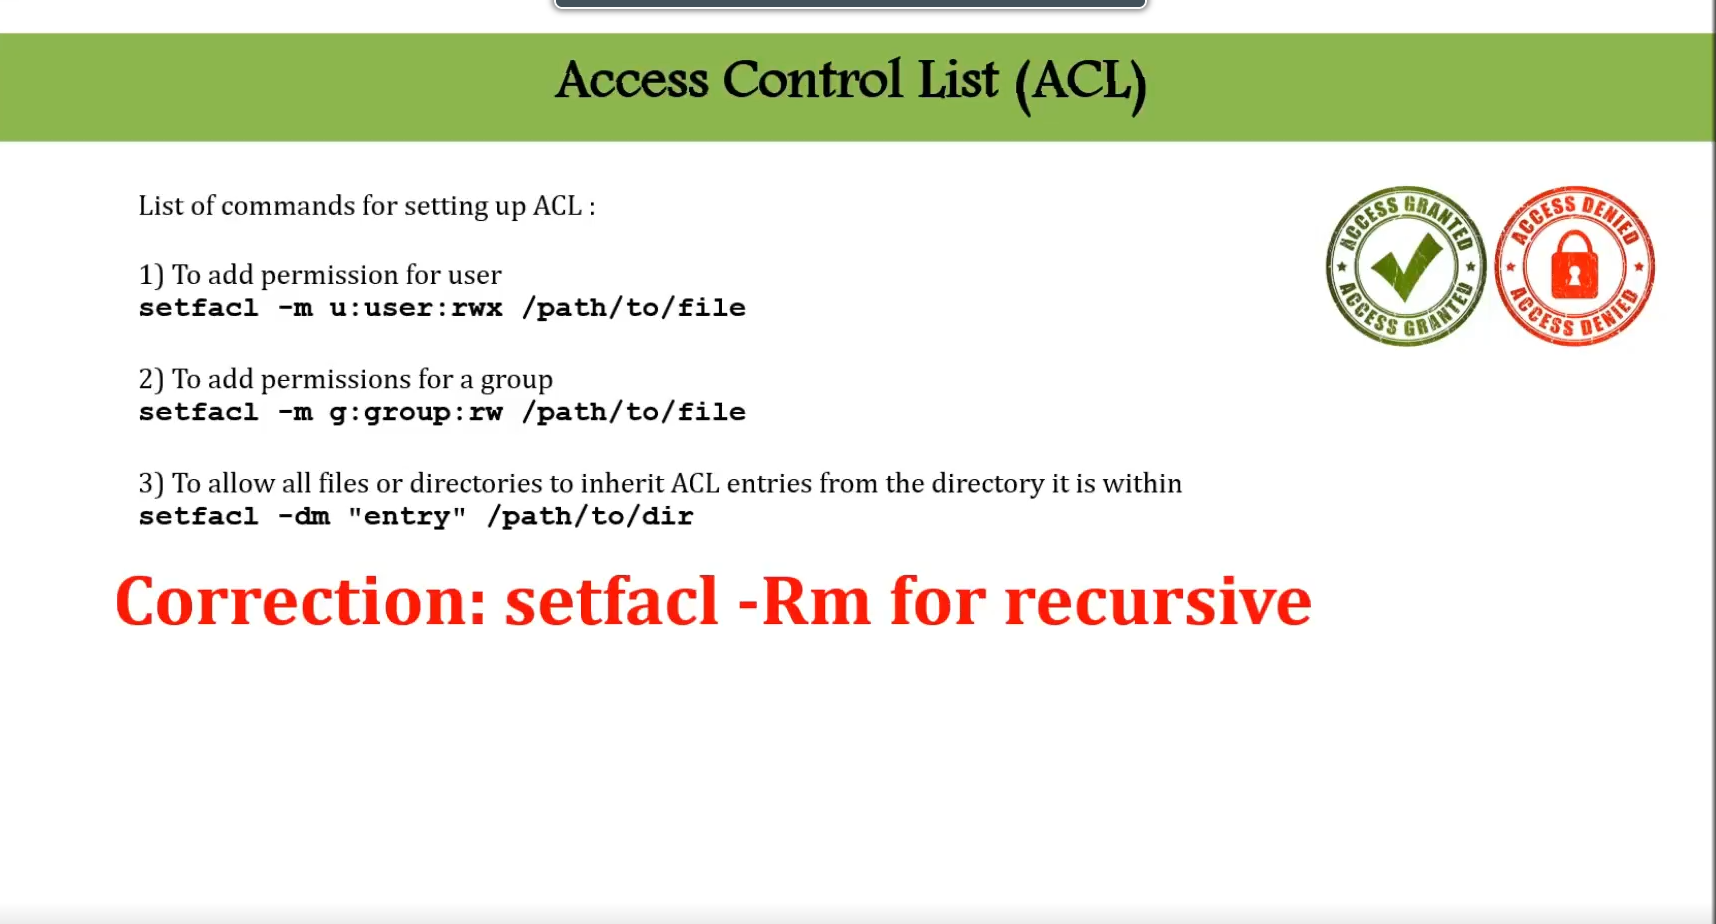 Access Control List (ACL)
List of commands for setting up ACL :
1) To add permission for user
setfacl -m u:user:rwx /path/to/file
2) To add permissions for a group
setfacl -m g:group:rw /path/to/file
3) To allow all files or directories to inherit ACL entries from the directory it is within
setfacl -dm "entry" /path/to/dir
Correction: setfacl -Rm for recursive
ACCESS GRANTED
ACCESS GRANTED
ACCESS DENIED
ACCESS DENIED